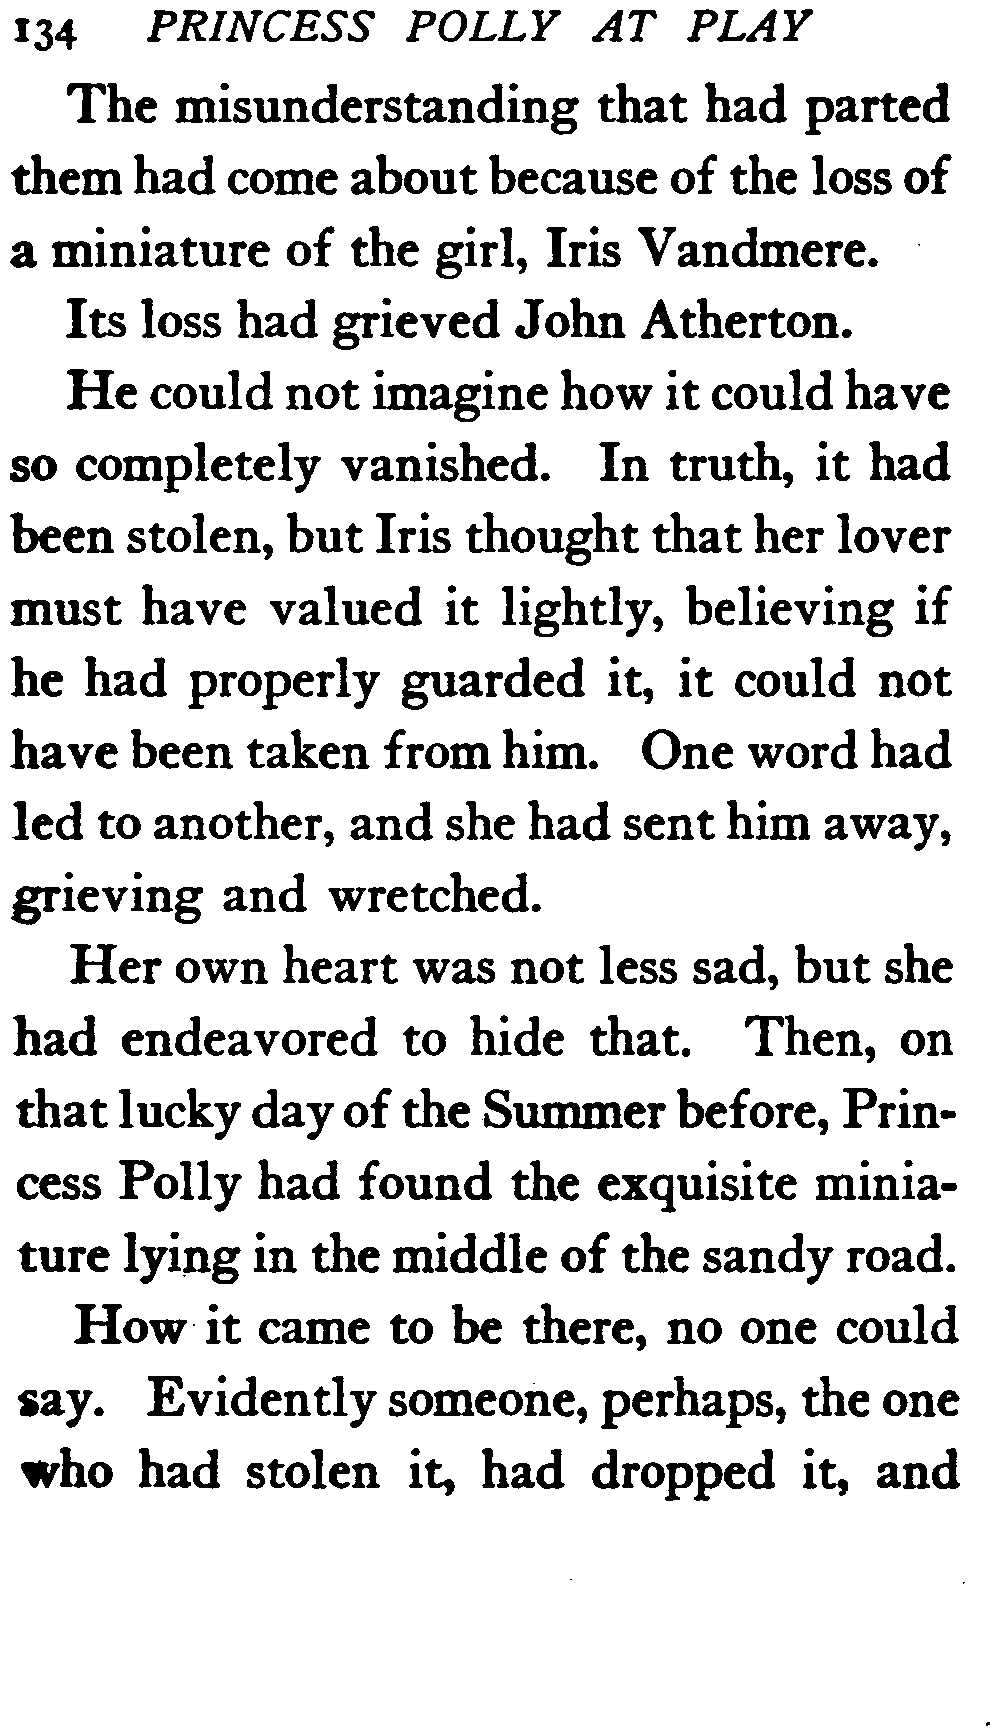 134 PRINCESS POLLY AT PLAY
The misunderstanding that had parted
them had come about because of the loss of
a miniature of the girl, Iris Vandmere.
Its loss had grieved John Atherton.
He could not imagine how it could have
so completely vanished. In truth, it had
been stolen, but Iris thought that her lover
must have valued it lightly, believing if
he had properly guarded it, it could not
have been taken from him. One word had
led to another, and she had sent him away,
grieving and wretched.
Her own heart was not less sad, but she
had endeavored to hide that. Then, on
that lucky day of the Summer before, Prin-
cess Polly had found the exquisite minia-
ture lying in the middle of the sandy road.
How it came to be there, no one could
say. Evidently someone, perhaps, the one
who had stolen it, had dropped it, and